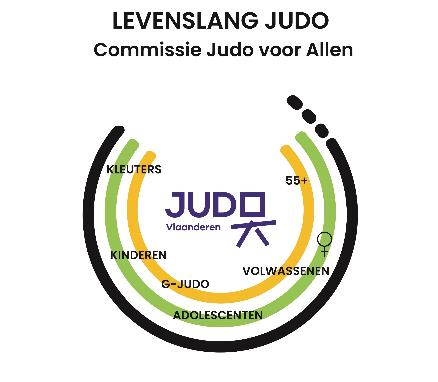 LEVENSLANG JUDO
Commissie Judo voor Allen
KLEUTERS
55+
JUDO
Vlaanderen
KINDEREN
VOLWASSENEN
G-JUDO
ADOLESCENTEN